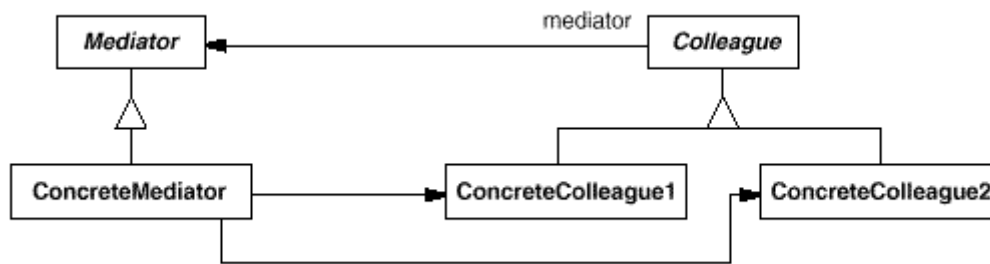 mediator
Mediator
Colleague
ConcreteMediator
ConcreteColleague1
ConcreteColleague2